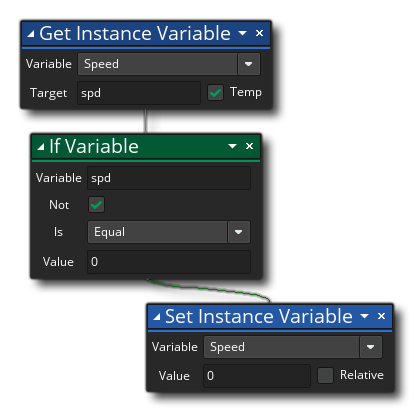 Get Instance Variable
Variable Speed
Target spd Temp
If Variable
Variable spd
Not
Is Equal
Value 0
Set Instance Variable
Variable Speed
Value 0 Relative